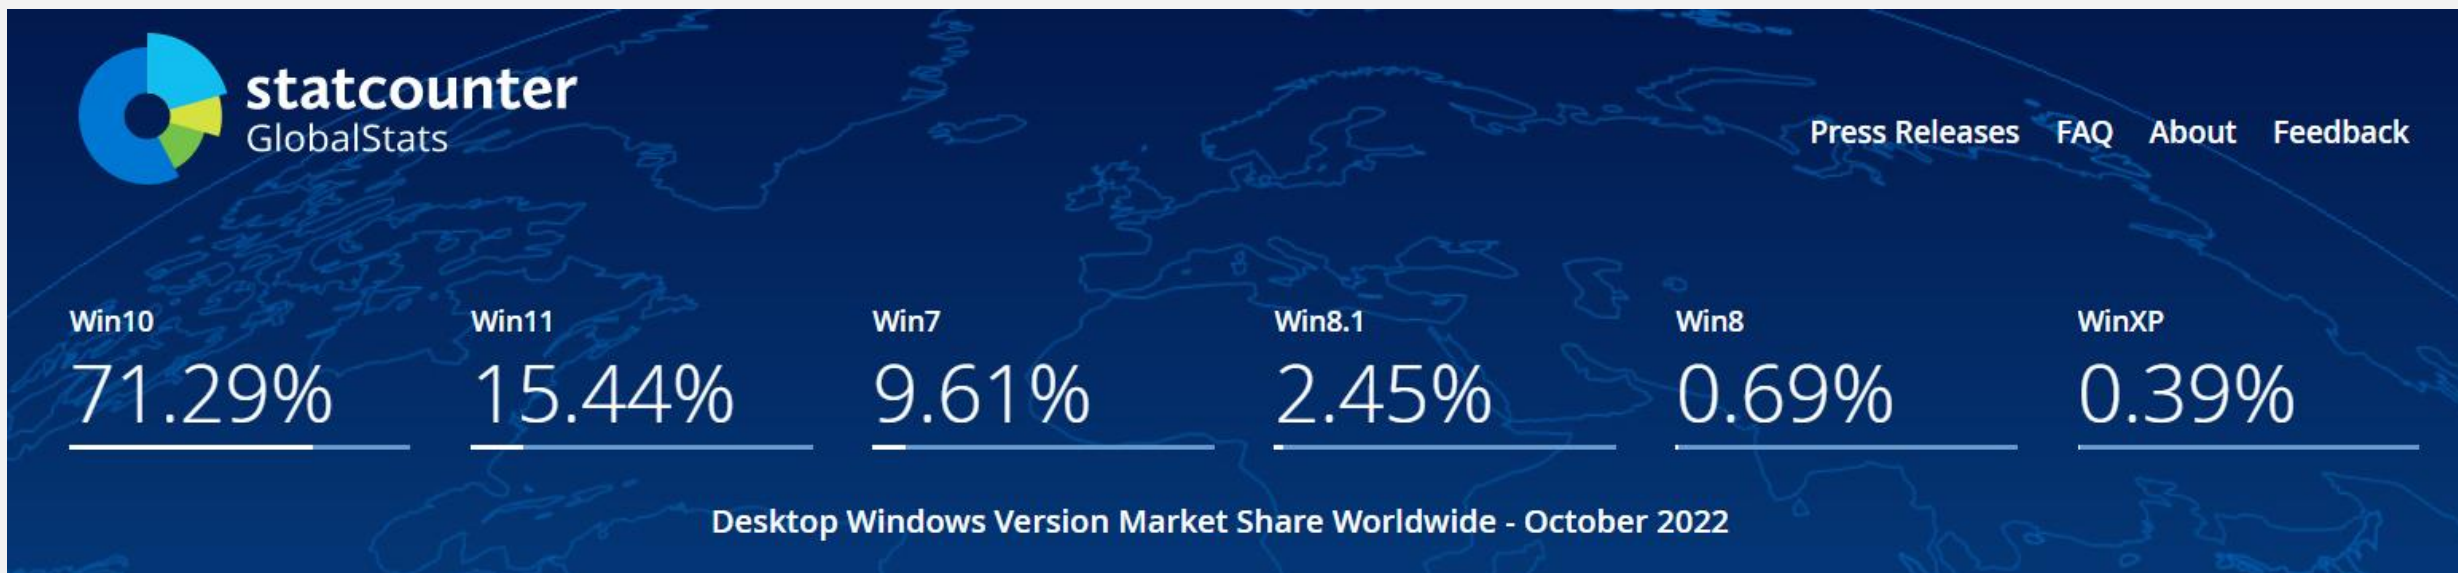 statcounter
GlobalStats
Press Releases FAQ About Feedback
Win10 Win11 Win7 Win8.1 Win8 WinXP
71.29% 15.44% 9.61% 2.45% 0.69% 0.39%
Desktop Windows Version Market Share Worldwide - October 2022